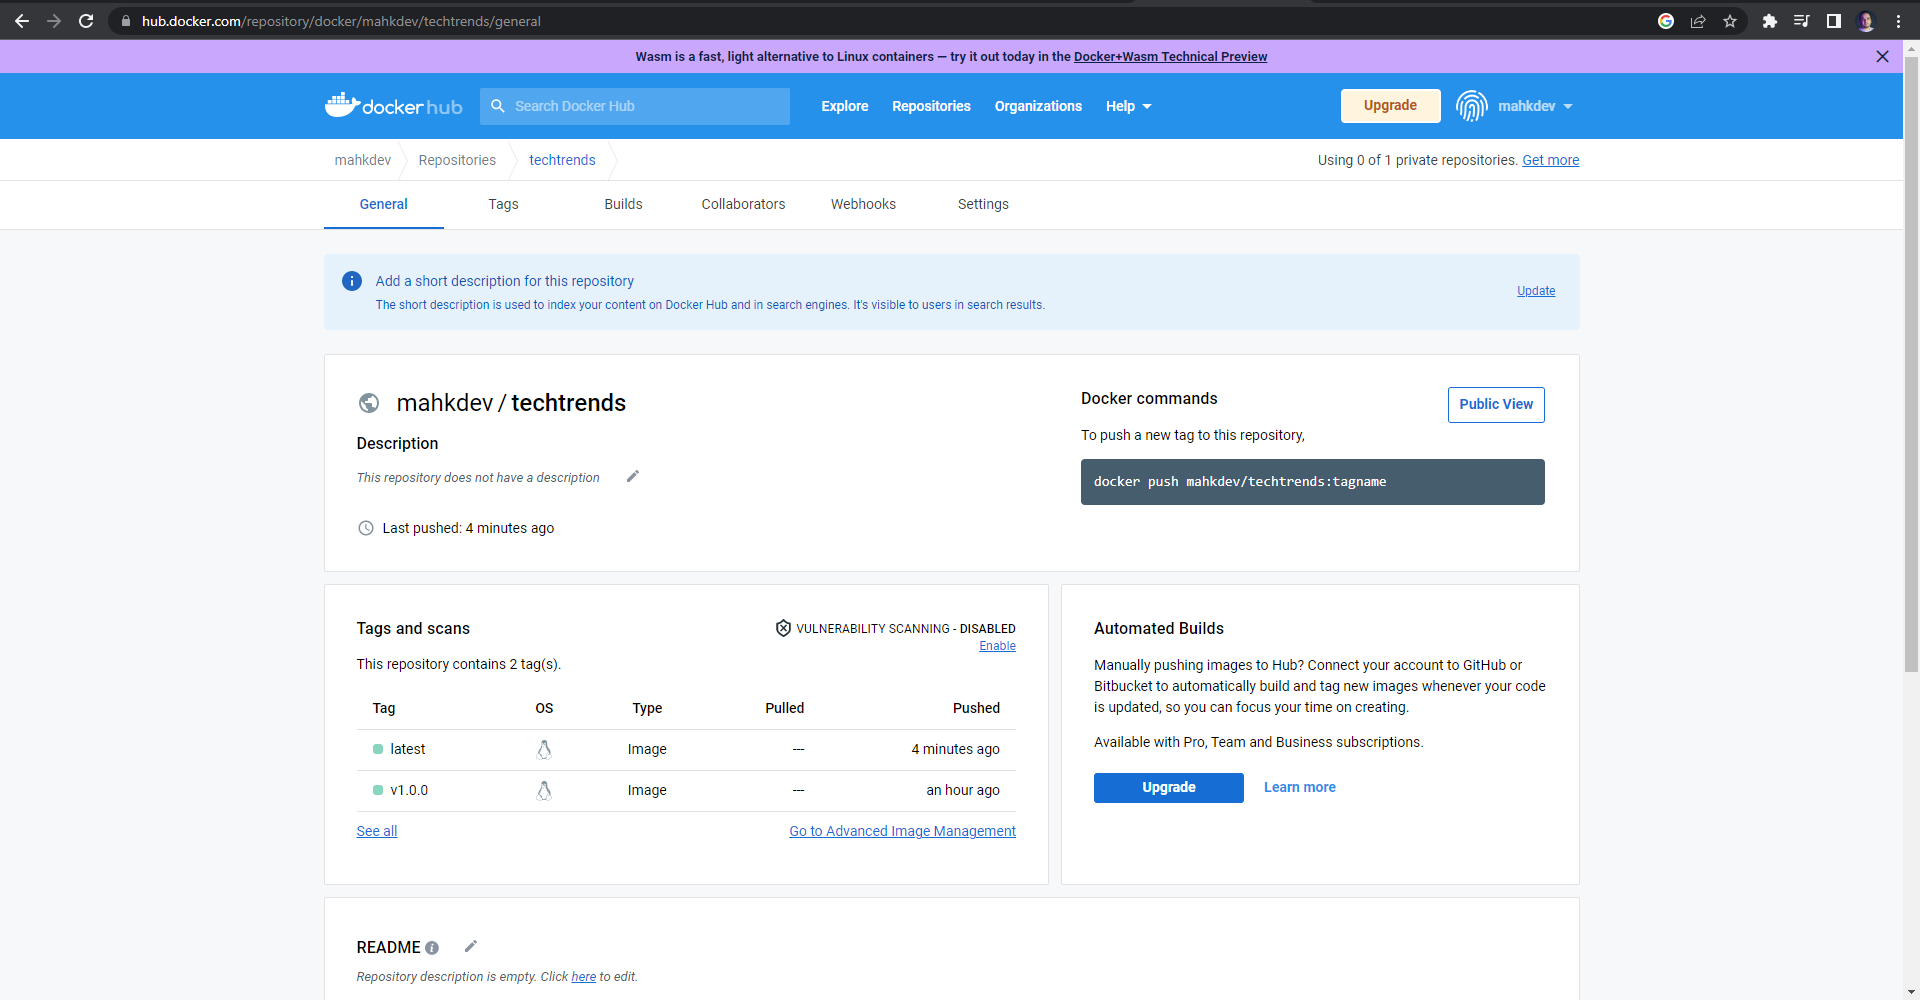 hub.docker.com/repository/docker/mahkdev/techtrends/general
Wasm is a fast, light alternative to Linux containers — try it out today in the Docker+Wasm Technical Preview
docker hub
Search Docker Hub
Explore
Repositories
Organizations
Help
Upgrade
mahkdev
mahkdev
Repositories
techtrends
Using 0 of 1 private repositories. Get more
General
Tags
Builds
Collaborators
Webhooks
Settings
Add a short description for this repository
The short description is used to index your content on Docker Hub and in search engines. It's visible to users in search results.
Update
mahkdev / techtrends
Description
This repository does not have a description
Last pushed: 4 minutes ago
Docker commands
Public View
To push a new tag to this repository,
docker push mahkdev/techtrends:tagname
Tags and scans
VULNERABILITY SCANNING - DISABLED
Enable
This repository contains 2 tag(s).
Tag OS Type Pulled Pushed
latest Image --- 4 minutes ago
v1.0.0 Image --- an hour ago
See all
Go to Advanced Image Management
Automated Builds
Manually pushing images to Hub? Connect your account to GitHub or
Bitbucket to automatically build and tag new images whenever your code
is updated, so you can focus your time on creating.
Available with Pro, Team and Business subscriptions.
Upgrade
Learn more
README
Repository description is empty. Click here to edit.